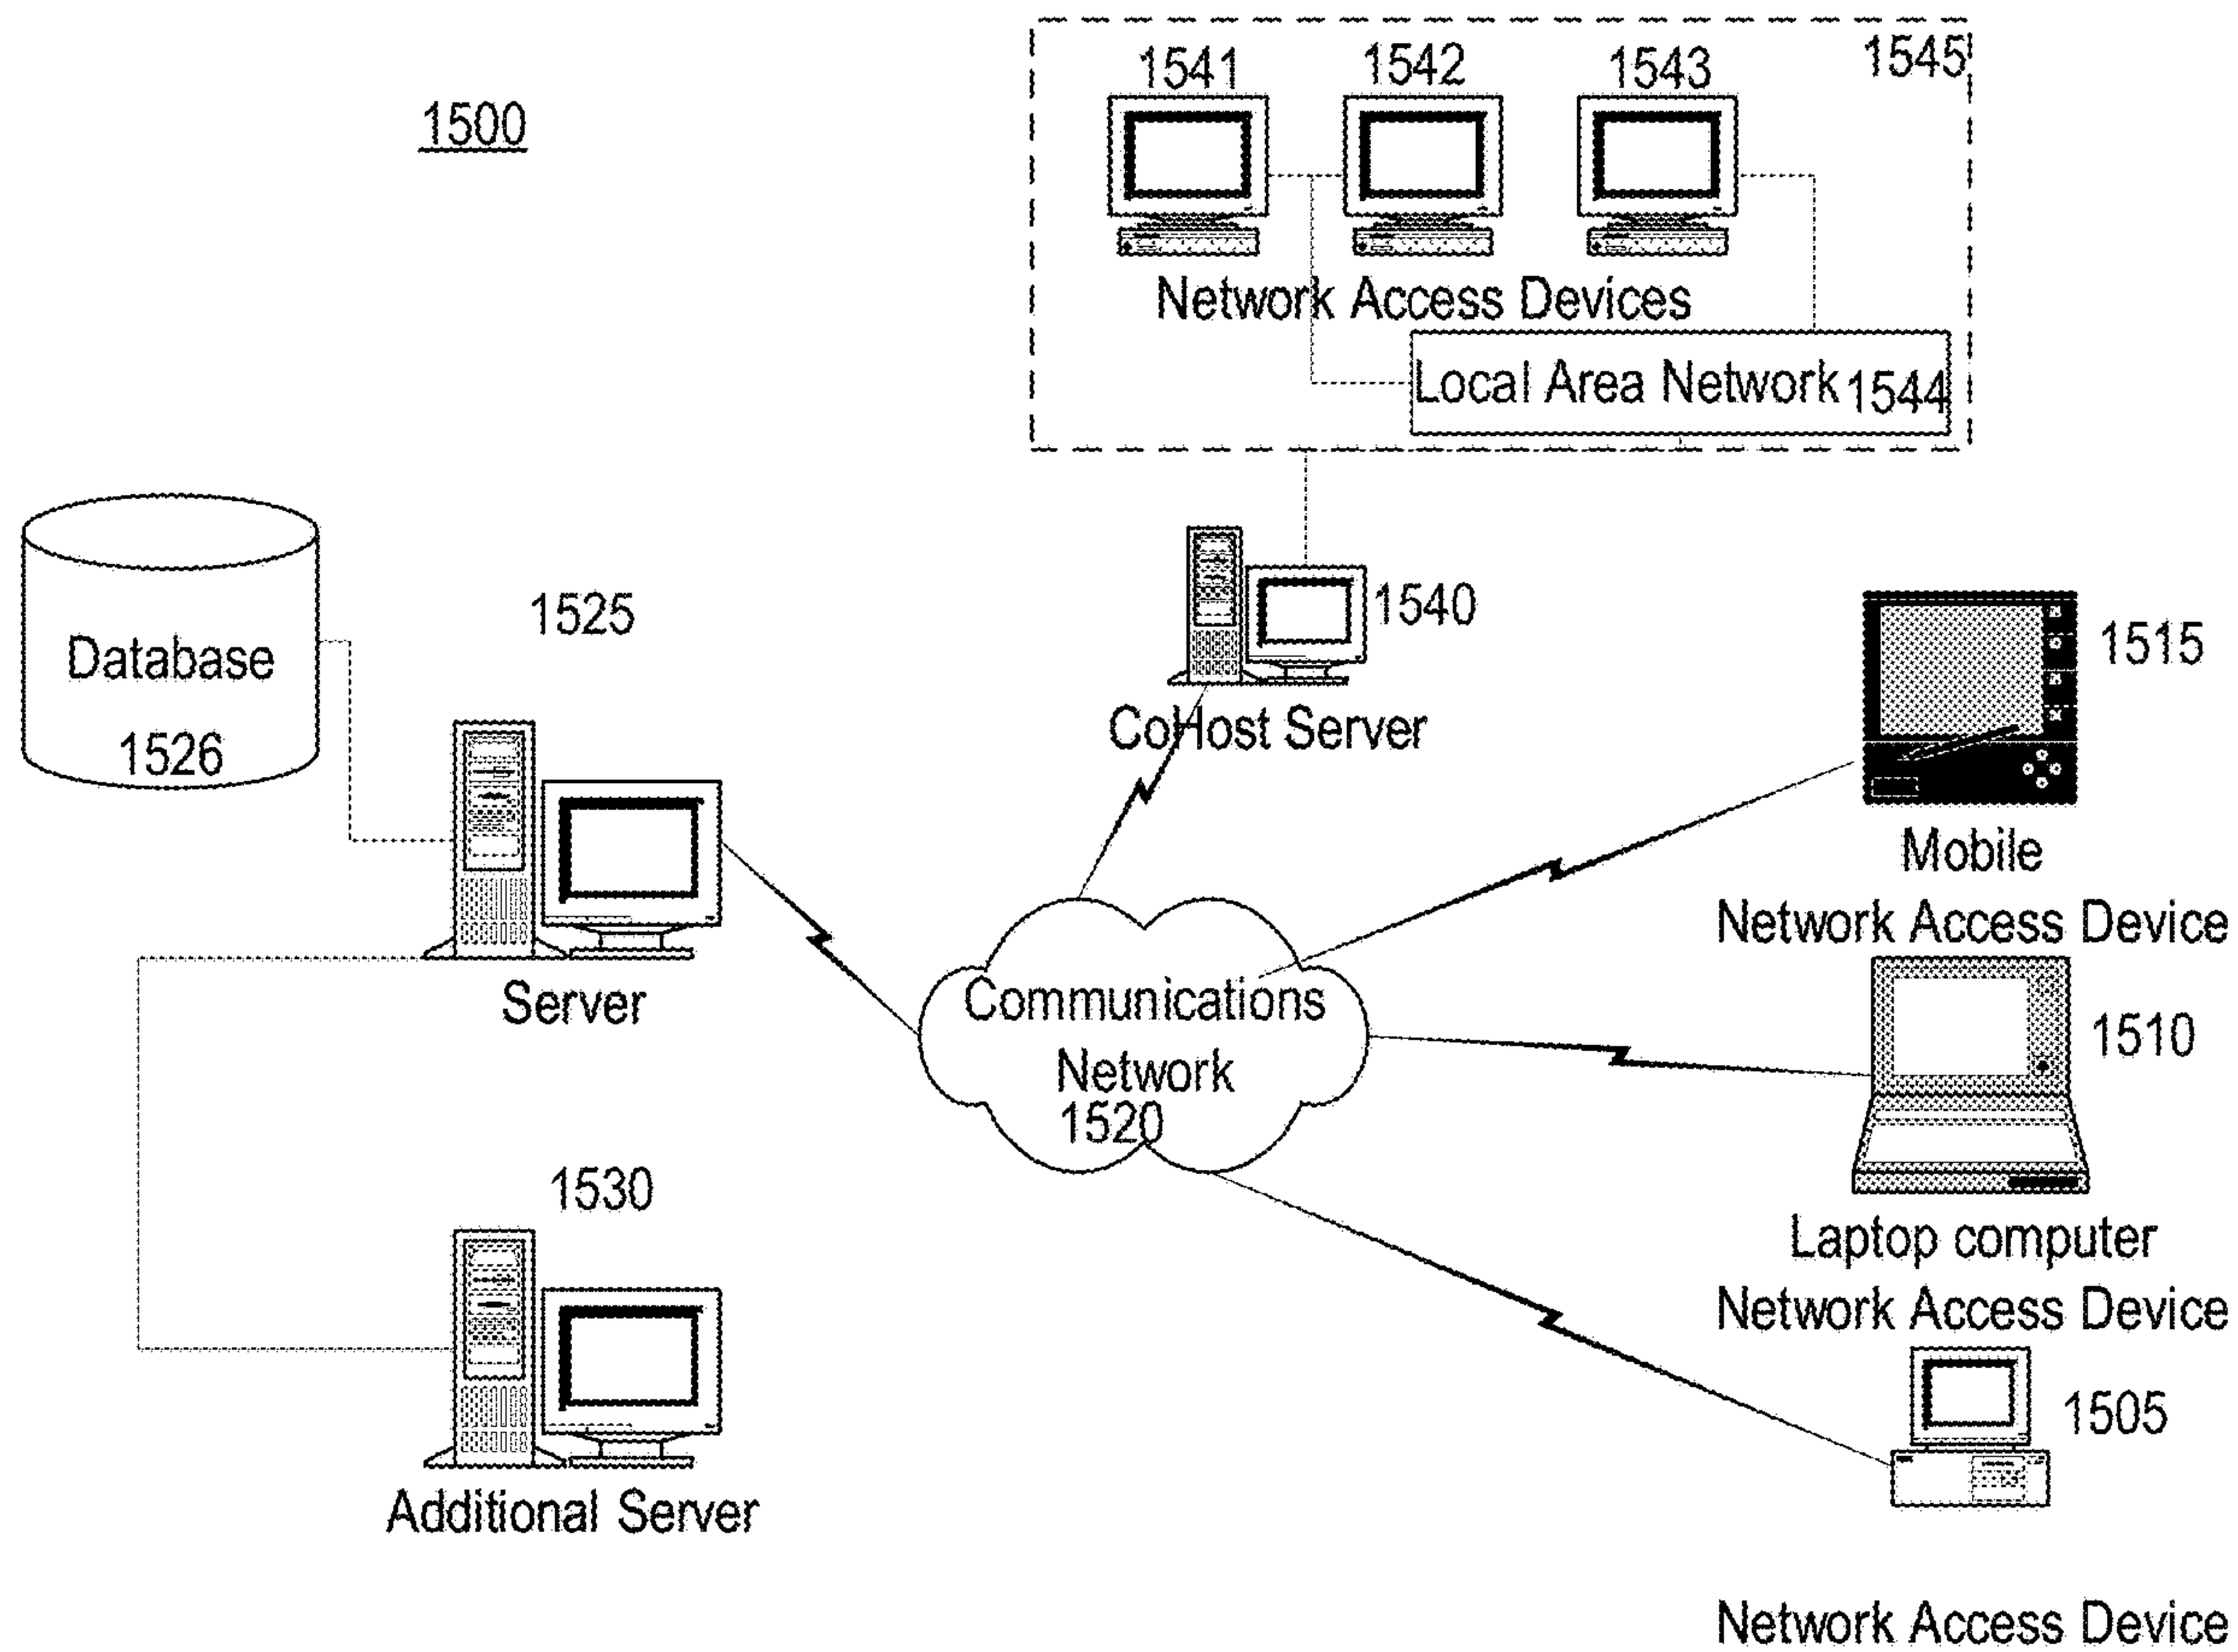 1541 1542 1543 1545
1500
Network Access Devices
Local Area Network 1544
1525
Database
1526
1540
CoHost Server
1515
Mobile
Network Access Device
Server
Communications
Network
1520
1510
Laptop computer
Network Access Device
1530
Additional Server
1505
Network Access Device